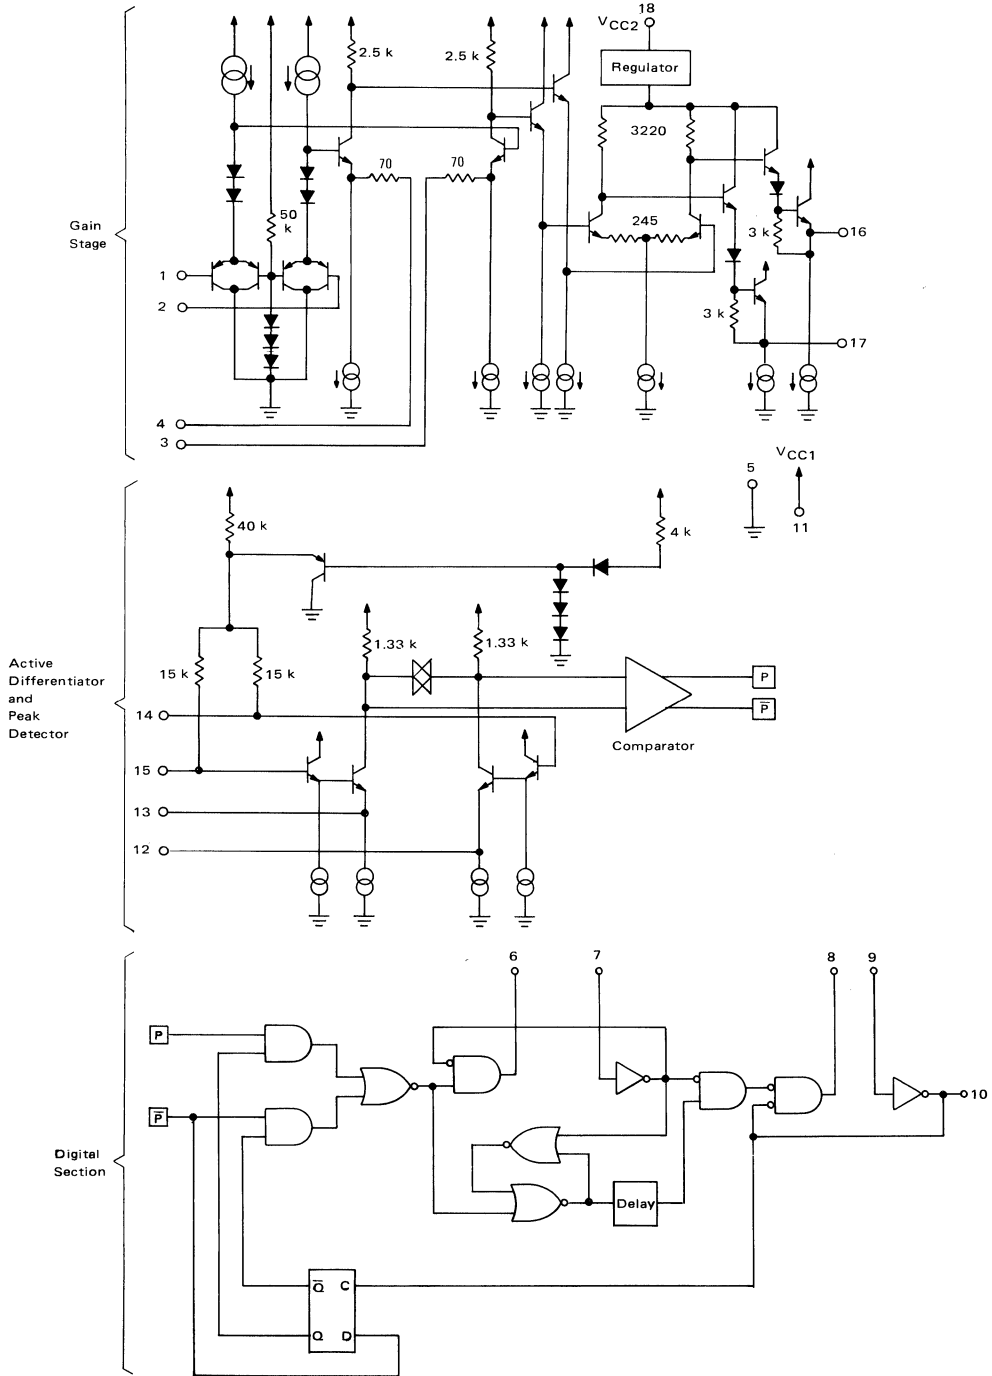 18
VCC2
2.5 k
2.5 k
Regulator
3220
70
70
50
k
245
Gain
Stage
3 k
16
1
2
3 k
17
4
3
VCC1
5
11
40 k
4 k
1.33 k
1.33 k
15 k
15 k
Active
Differentiator
and
Peak
Detector
P
P̅
14
Comparator
15
13
12
6
7
8
9
P
10
P̅
Digital
Section
Delay
Q̅ C
Q D